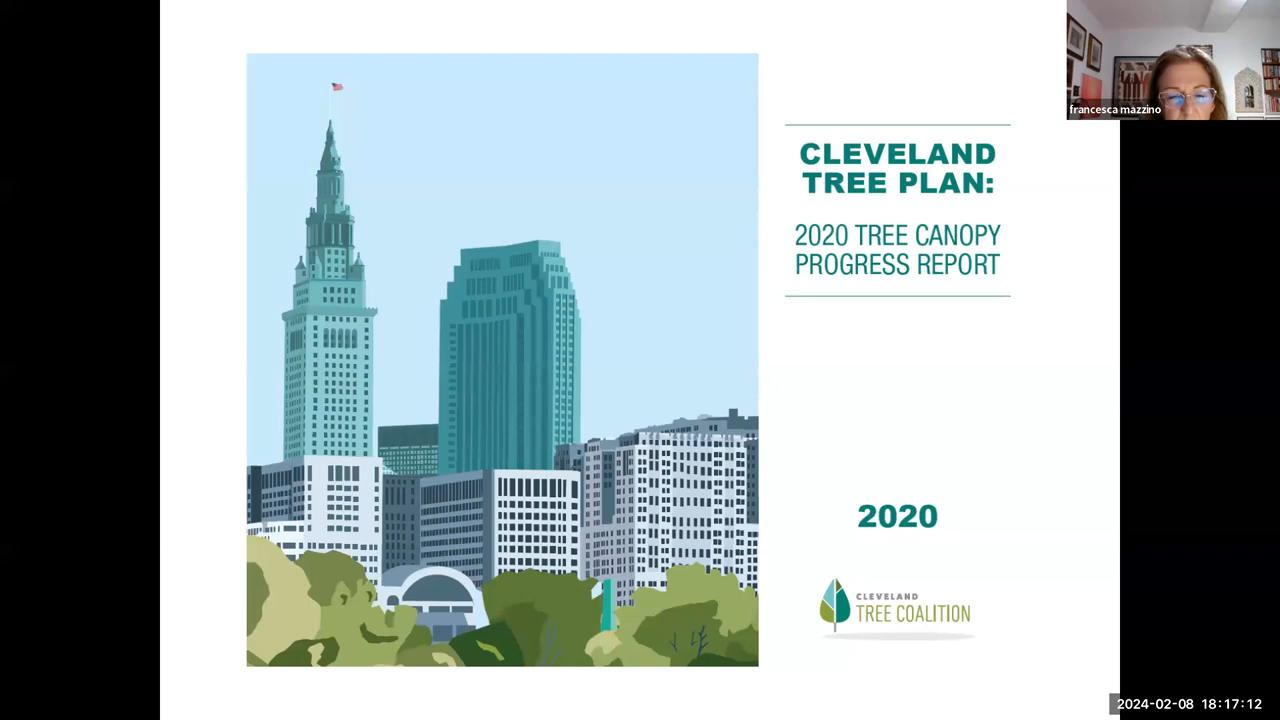 francesca mazzino
CLEVELAND
TREE PLAN:
2020 TREE CANOPY
PROGRESS REPORT
2020
CLEVELAND
TREE COALITION
2024-02-08 18:17:12